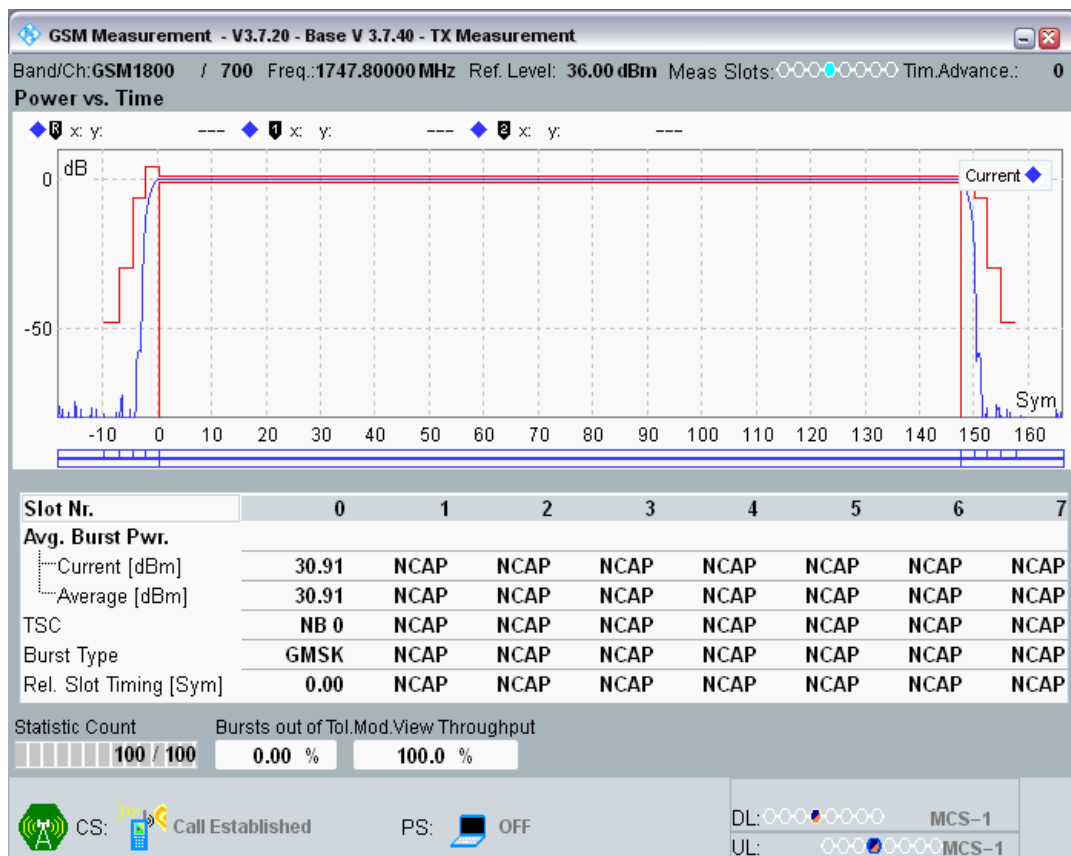 GSM Measurement - V3.7.20 - Base V 3.7.40 - TX Measurement
Band/Ch:GSM1800 / 700 Freq.:1747.80000 MHz Ref. Level: 36.00 dBm Meas Slots: Tim.Advance.: 0
Power vs. Time
R x: y: --- 1 x: y: --- 2 x: y: ---
dB
Current
0
-50
Sym
-10 0 10 20 30 40 50 60 70 80 90 100 110 120 130 140 150 160
Slot Nr. 0 1 2 3 4 5 6 7
Avg. Burst Pwr.
Current [dBm] 30.91 NCAP NCAP NCAP NCAP NCAP NCAP NCAP
Average [dBm] 30.91 NCAP NCAP NCAP NCAP NCAP NCAP NCAP
TSC NB 0 NCAP NCAP NCAP NCAP NCAP NCAP NCAP
Burst Type GMSK NCAP NCAP NCAP NCAP NCAP NCAP NCAP
Rel. Slot Timing [Sym] 0.00 NCAP NCAP NCAP NCAP NCAP NCAP NCAP
Statistic Count Bursts out of Tol.Mod.View Throughput
100 / 100 0.00 % 100.0 %
CS: Call Established PS: OFF DL: MCS-1
UL: MCS-1